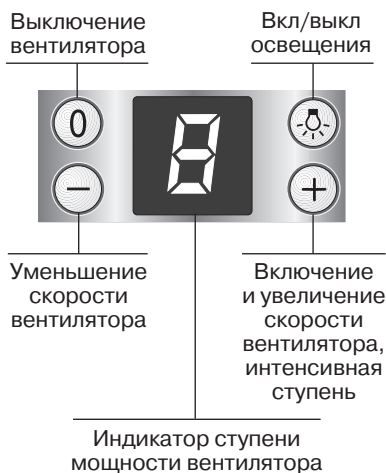 Выключение
вентилятора
Вкл/выкл
освещения
0
8
−
+
Уменьшение
скорости
вентилятора
Включение
и увеличение
скорости
вентилятора,
интенсивная
ступень
Индикатор ступени
мощности вентилятора